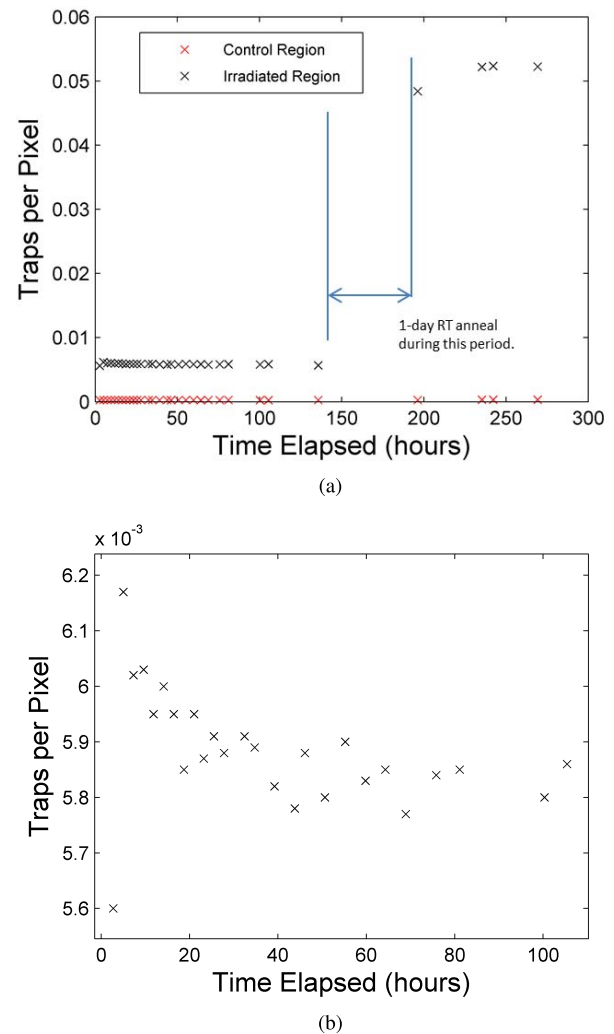 0.06
0.05
0.04
0.03
0.02
0.01
0
Traps per Pixel
Control Region
Irradiated Region
1-day RT anneal
during this period.
0 50 100 150 200 250 300
Time Elapsed (hours)
(a)
x 10^-3
6.2
6.1
6
5.9
5.8
5.7
5.6
Traps per Pixel
0 20 40 60 80 100
Time Elapsed (hours)
(b)